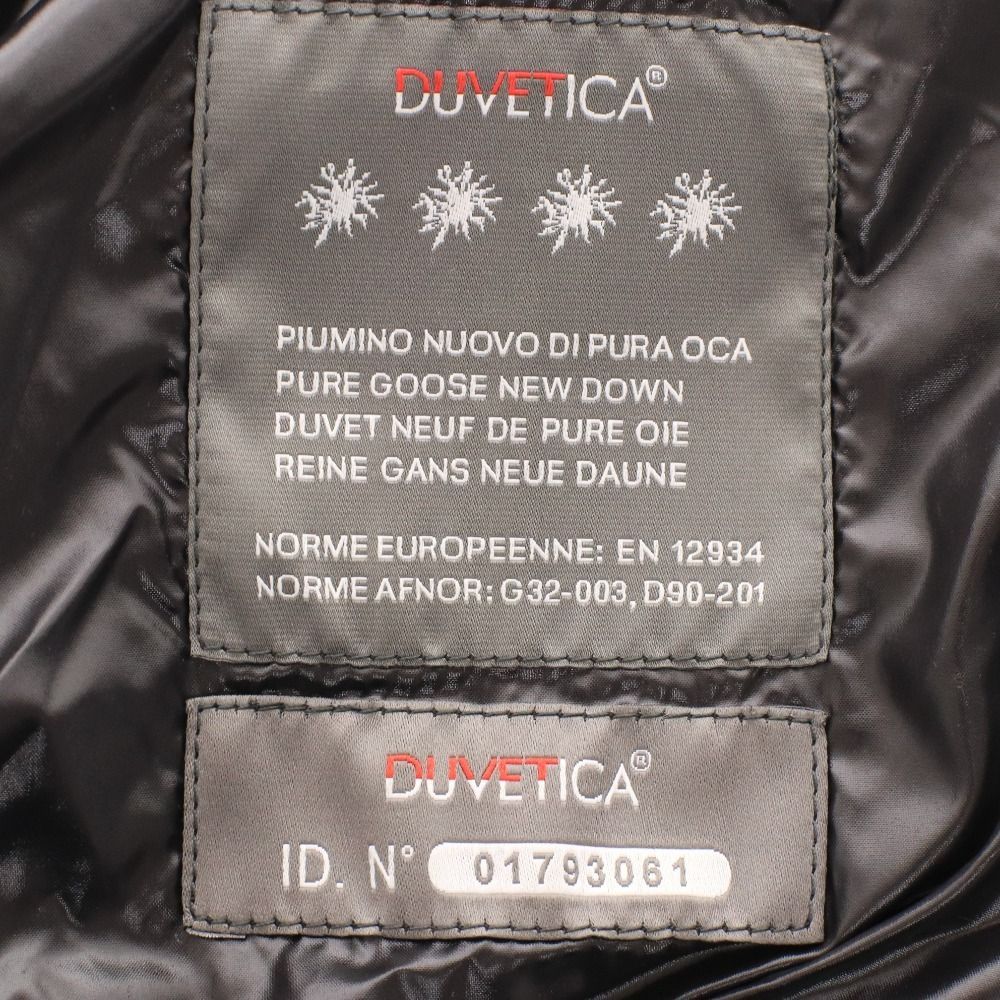 DUVETICA®
PIUMINO NUOVO DI PURA OCA
PURE GOOSE NEW DOWN
DUVET NEUF DE PURE OIE
REINE GANS NEUE DAUNE
NORME EUROPEENNE: EN 12934
NORME AFNOR: G32-003, D90-201
DUVETICA®
ID. N° 01793061